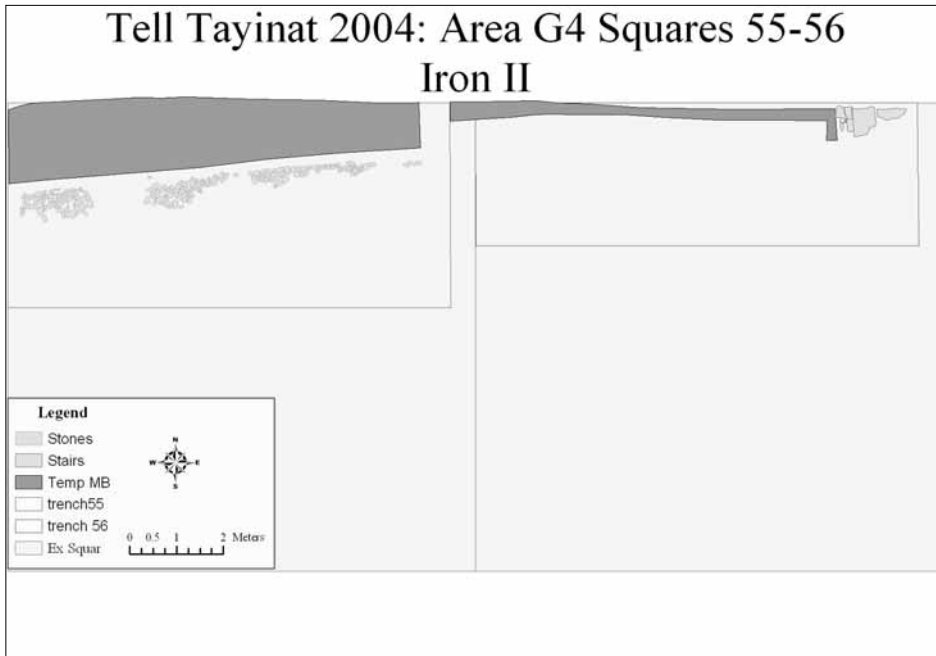 Tell Tayinat 2004: Area G4 Squares 55-56
Iron II
Legend
Stones
Stairs
Temp MB
trench55
trench 56
Ex Squar
N
W E
S
0 0.5 1 2 Meters